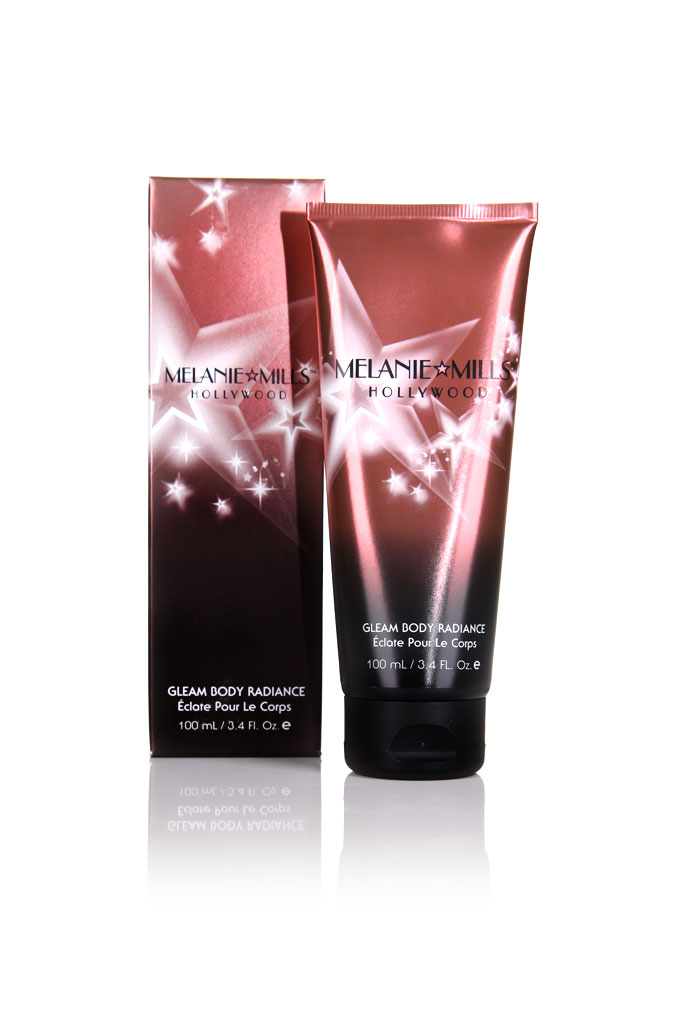 MELANIE☆MILLS™
HOLLYWOOD
GLEAM BODY RADIANCE
Éclate Pour Le Corps
100 mL / 3.4 Fl. Oz. e
MELANIE☆MILLS
HOLLYWOOD
GLEAM BODY RADIANCE
Éclate Pour Le Corps
100 mL / 3.4 FL. Oz. e